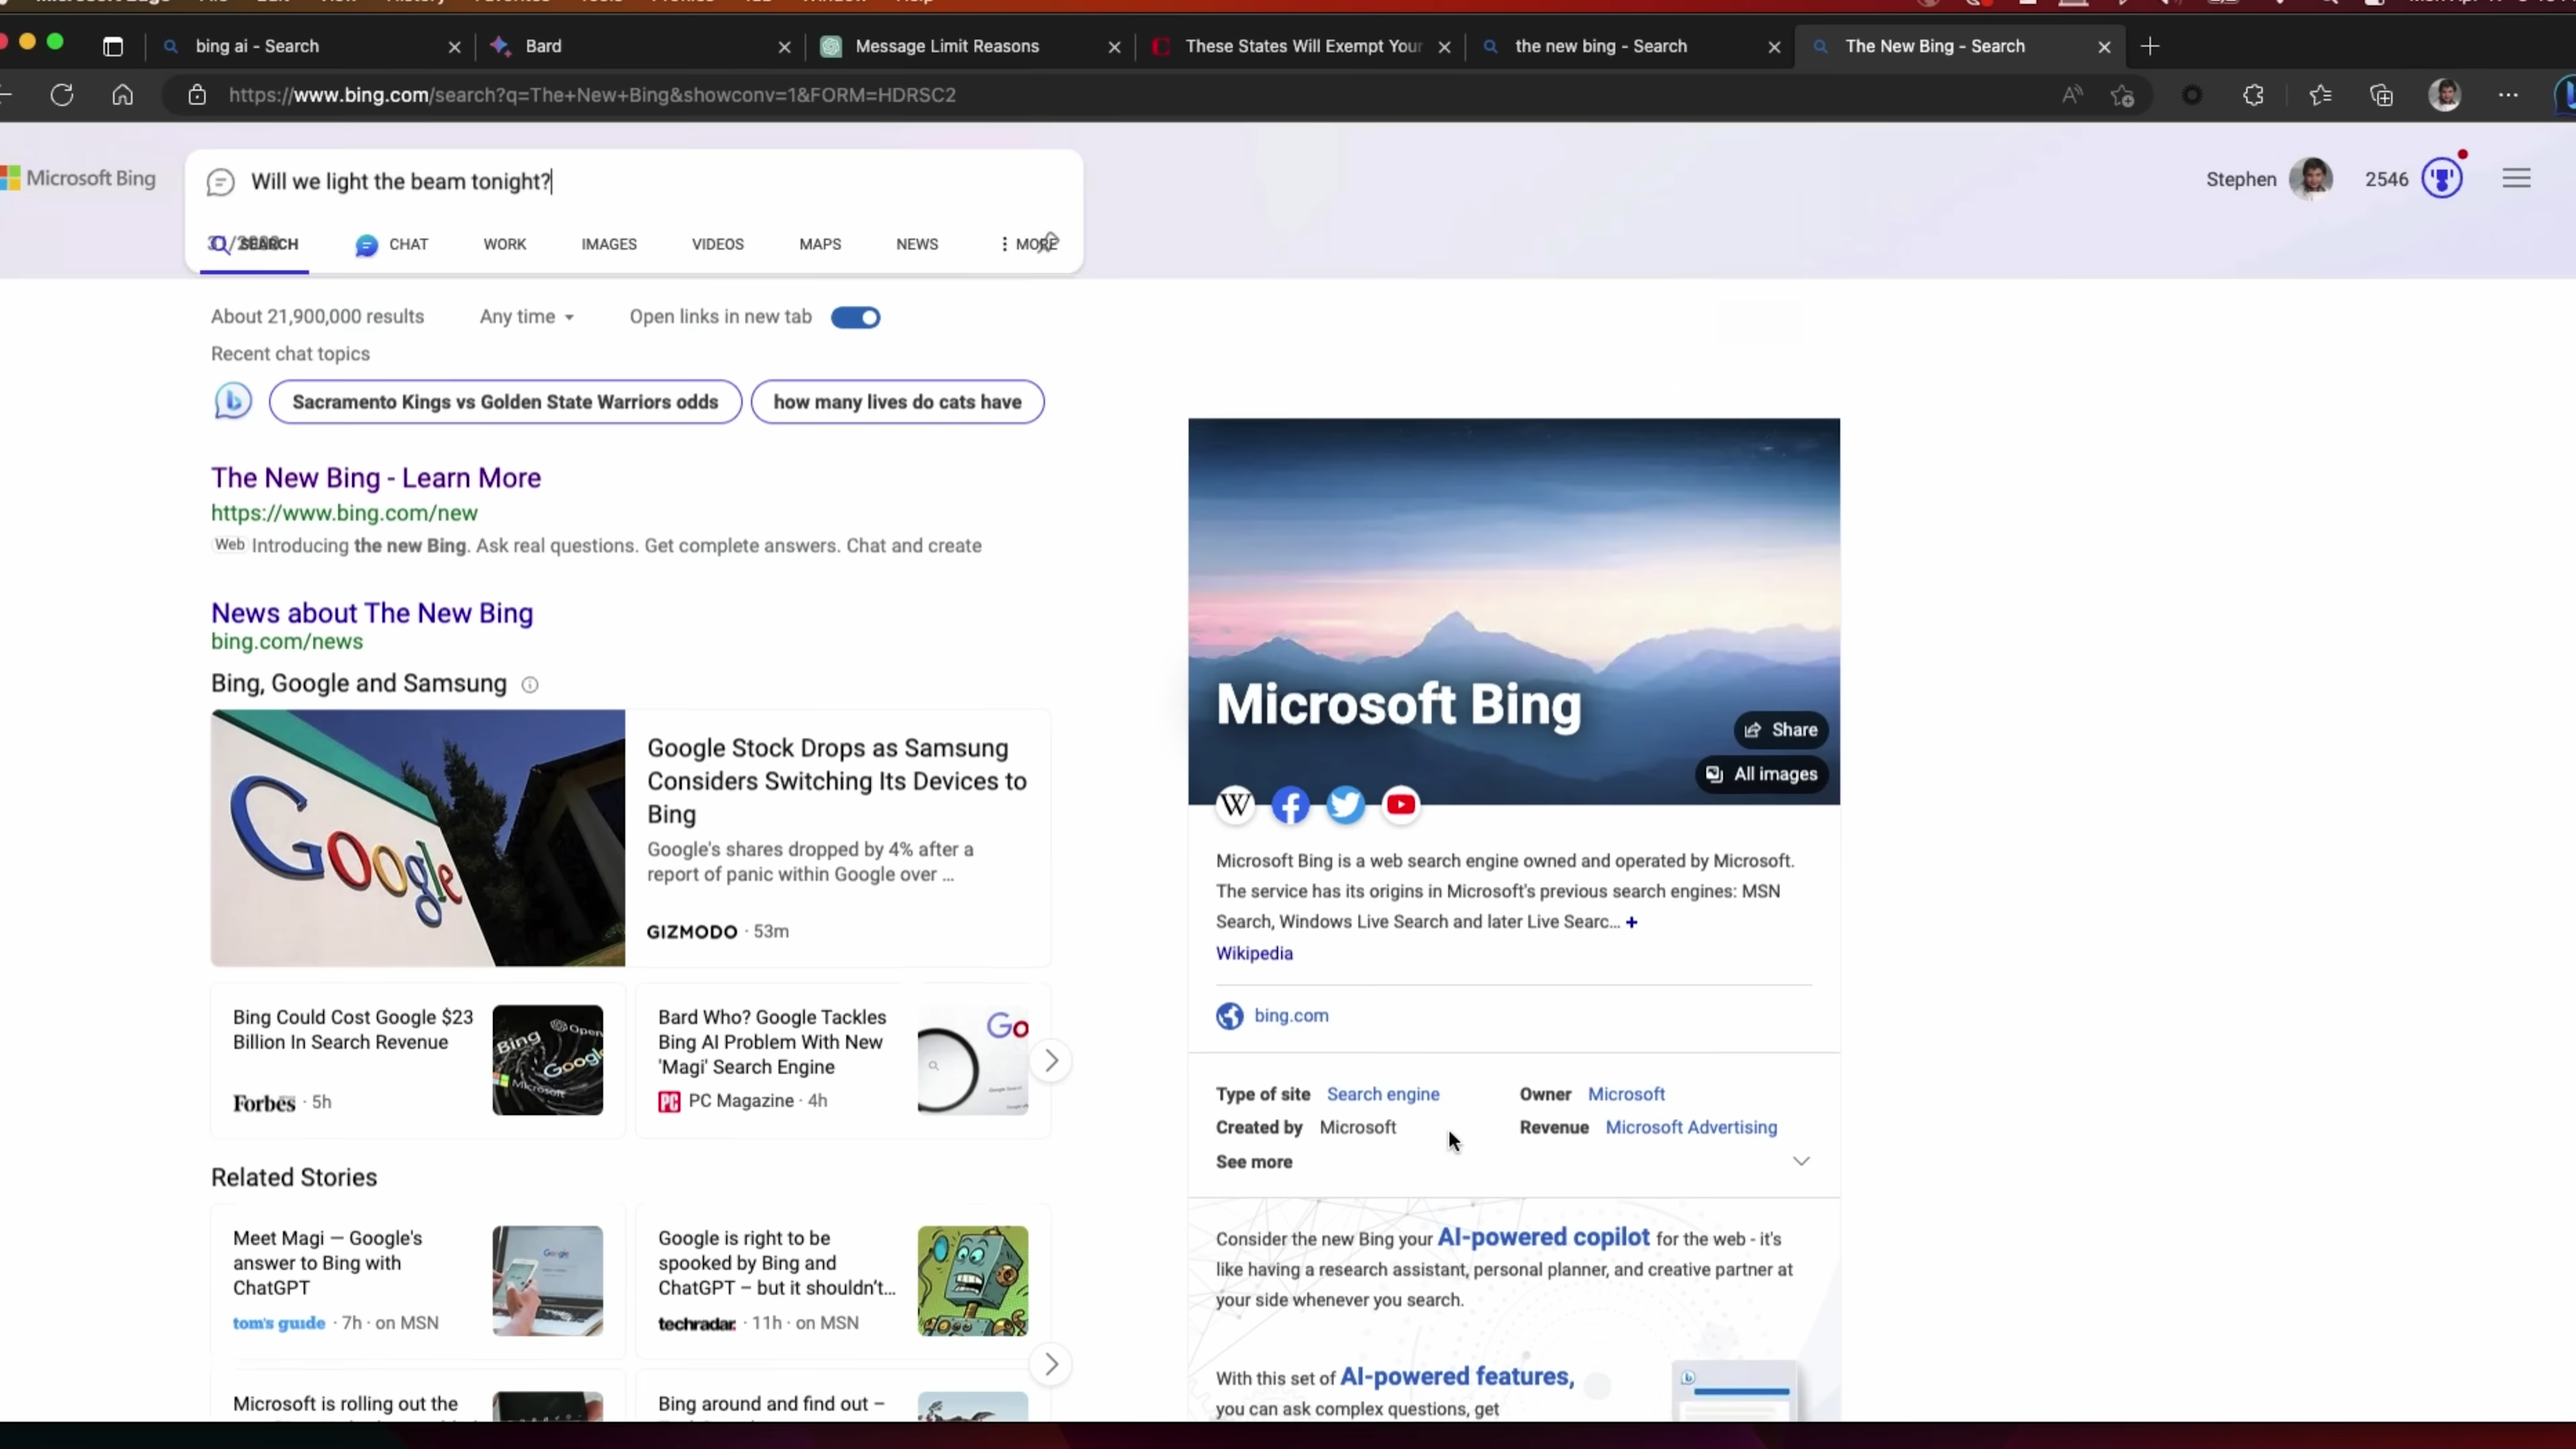 bing ai - Search
Bard
Message Limit Reasons
These States Will Exempt Your
the new bing - Search
The New Bing - Search
https://www.bing.com/search?q=The+New+Bing&showconv=1&FORM=HDRSC2
Microsoft Bing
Will we light the beam tonight?
Stephen
2546
SEARCH
CHAT
WORK
IMAGES
VIDEOS
MAPS
NEWS
MORE
About 21,900,000 results
Any time
Open links in new tab
Recent chat topics
Sacramento Kings vs Golden State Warriors odds
how many lives do cats have
The New Bing - Learn More
https://www.bing.com/new
Web Introducing the new Bing. Ask real questions. Get complete answers. Chat and create
News about The New Bing
bing.com/news
Bing, Google and Samsung
Google
Google Stock Drops as Samsung
Considers Switching Its Devices to
Bing
Google's shares dropped by 4% after a
report of panic within Google over ...
GIZMODO · 53m
Bing Could Cost Google $23
Billion In Search Revenue
Forbes · 5h
Bing
Google
Microsoft
Bard Who? Google Tackles
Bing AI Problem With New
'Magi' Search Engine
PC PC Magazine · 4h
Go
Related Stories
Meet Magi — Google's
answer to Bing with
ChatGPT
tom's guide · 7h · on MSN
Google is right to be
spooked by Bing and
ChatGPT – but it shouldn't...
techradar. · 11h · on MSN
Microsoft is rolling out the
Bing around and find out –
Microsoft Bing
Share
All images
W
Microsoft Bing is a web search engine owned and operated by Microsoft.
The service has its origins in Microsoft's previous search engines: MSN
Search, Windows Live Search and later Live Searc... +
Wikipedia
bing.com
Type of site Search engine
Owner Microsoft
Created by Microsoft
Revenue Microsoft Advertising
See more
Consider the new Bing your AI-powered copilot for the web - it's
like having a research assistant, personal planner, and creative partner at
your side whenever you search.
With this set of AI-powered features,
you can ask complex questions, get